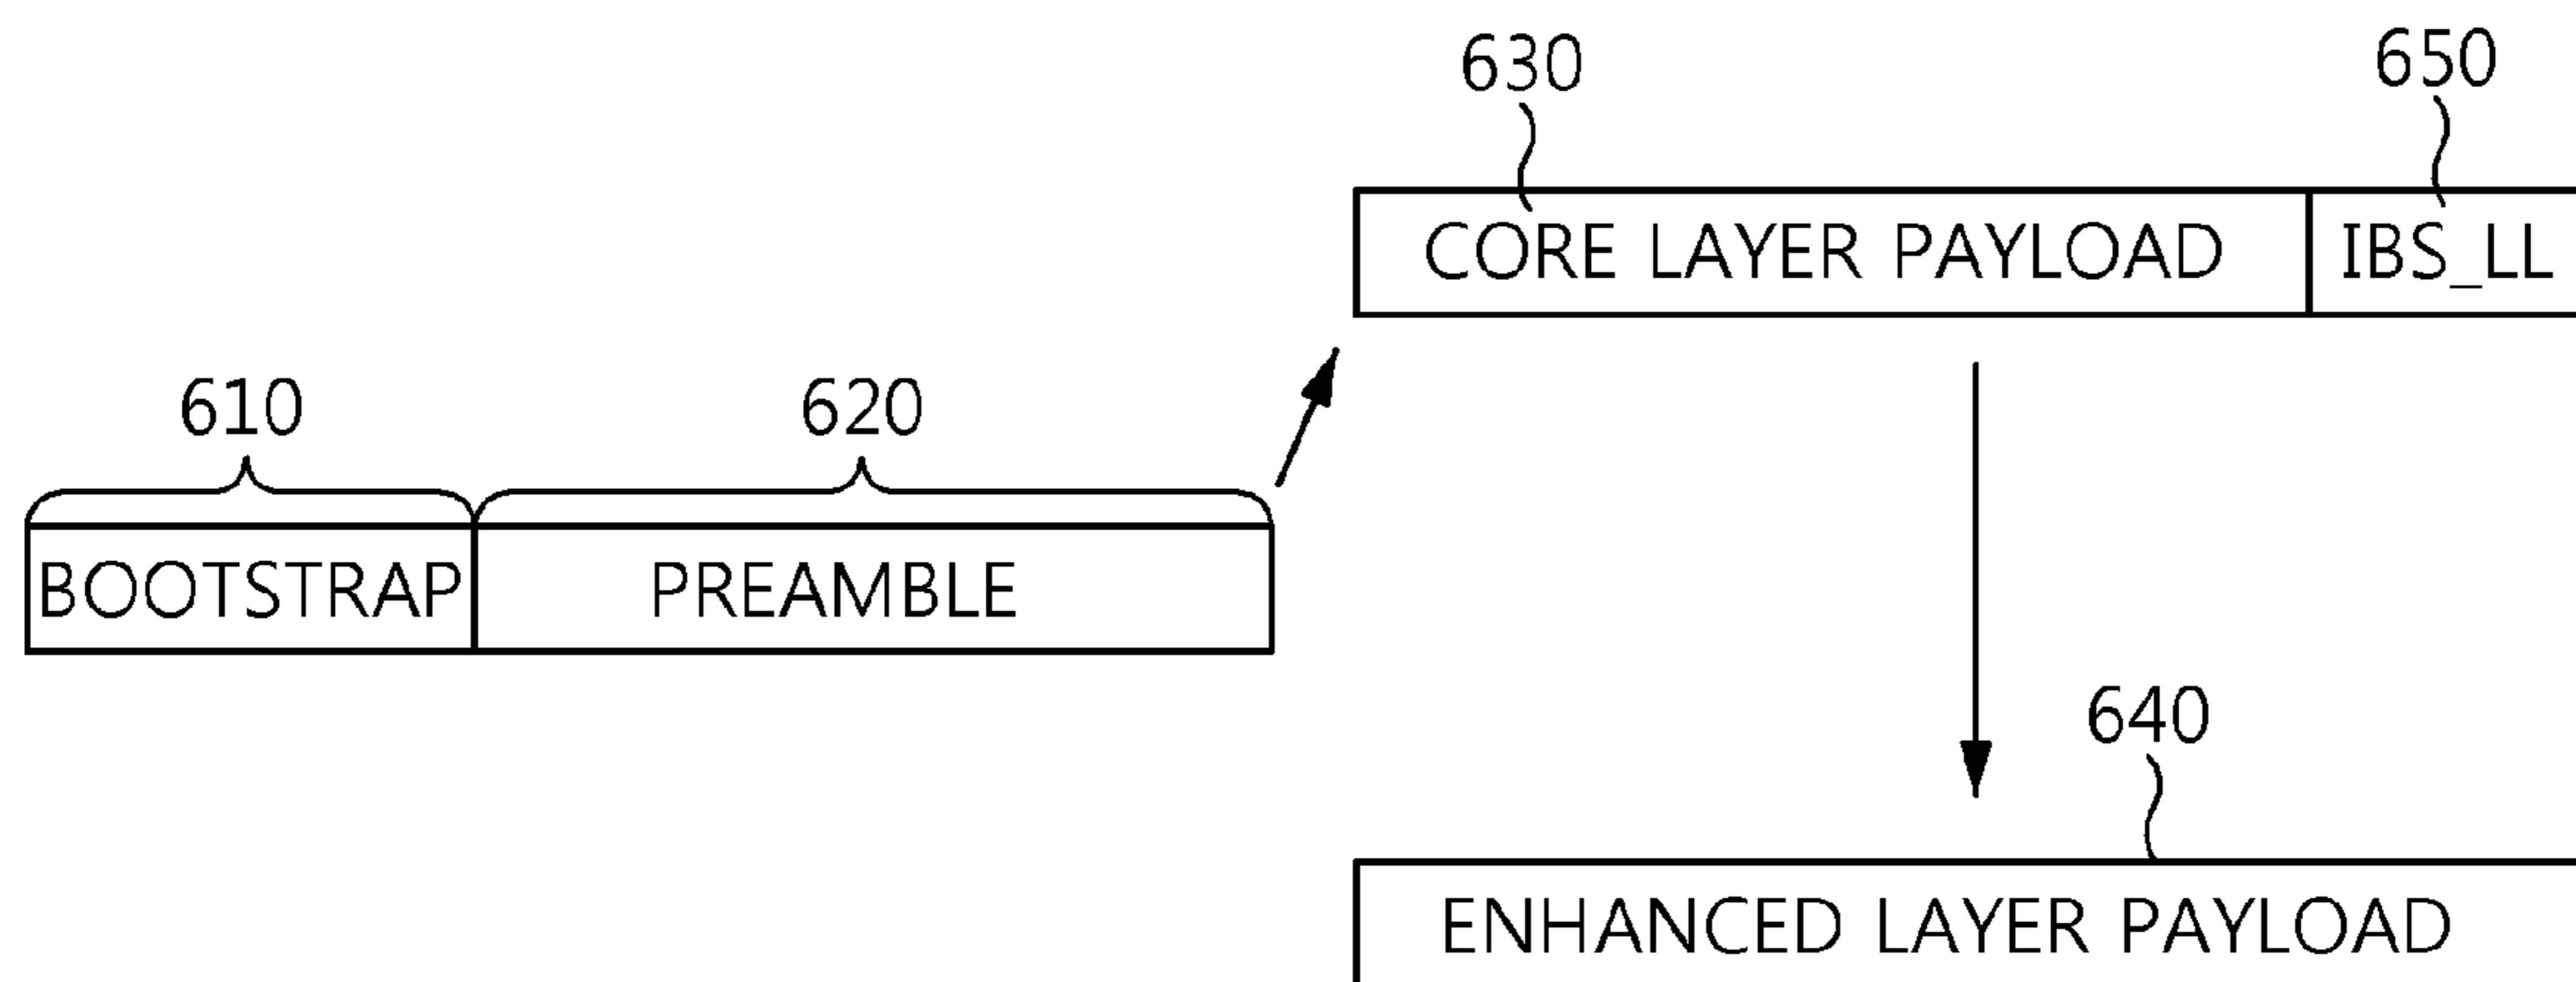 630 650
CORE LAYER PAYLOAD IBS_LL
610 620
BOOTSTRAP PREAMBLE
640
ENHANCED LAYER PAYLOAD